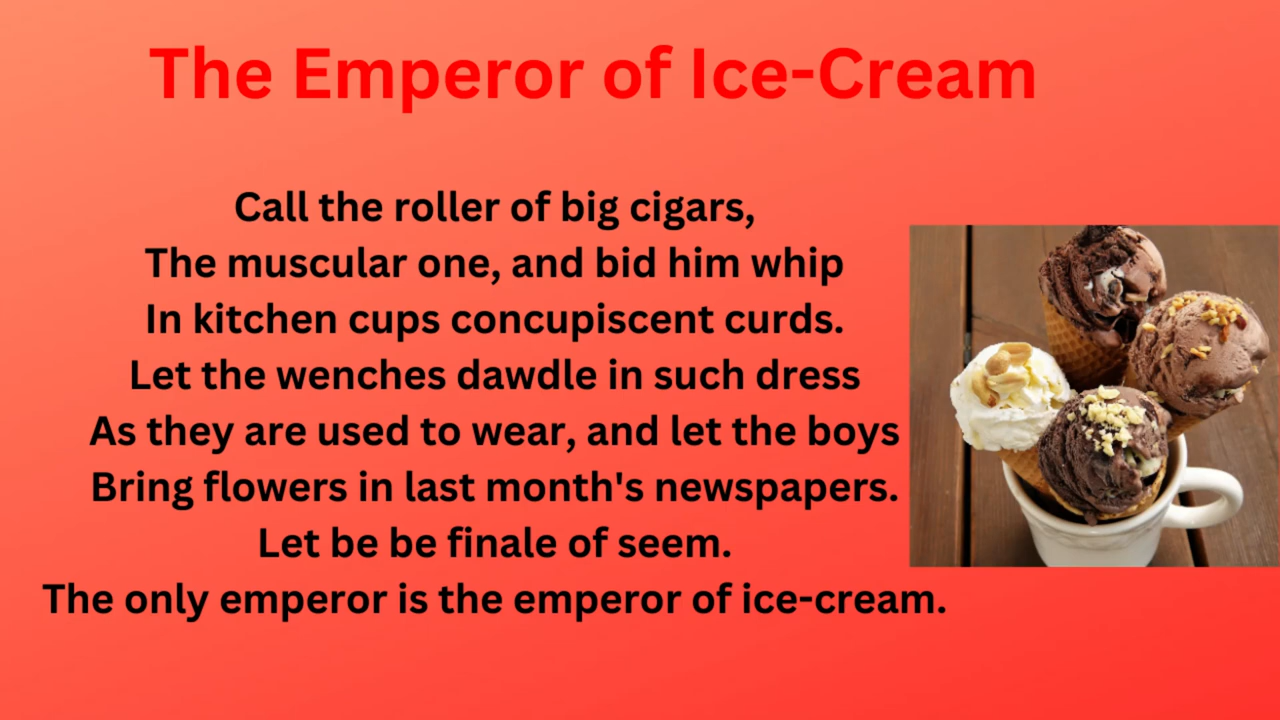 The Emperor of Ice-Cream
Call the roller of big cigars,
The muscular one, and bid him whip
In kitchen cups concupiscent curds.
Let the wenches dawdle in such dress
As they are used to wear, and let the boys
Bring flowers in last month's newspapers.
Let be be finale of seem.
The only emperor is the emperor of ice-cream.